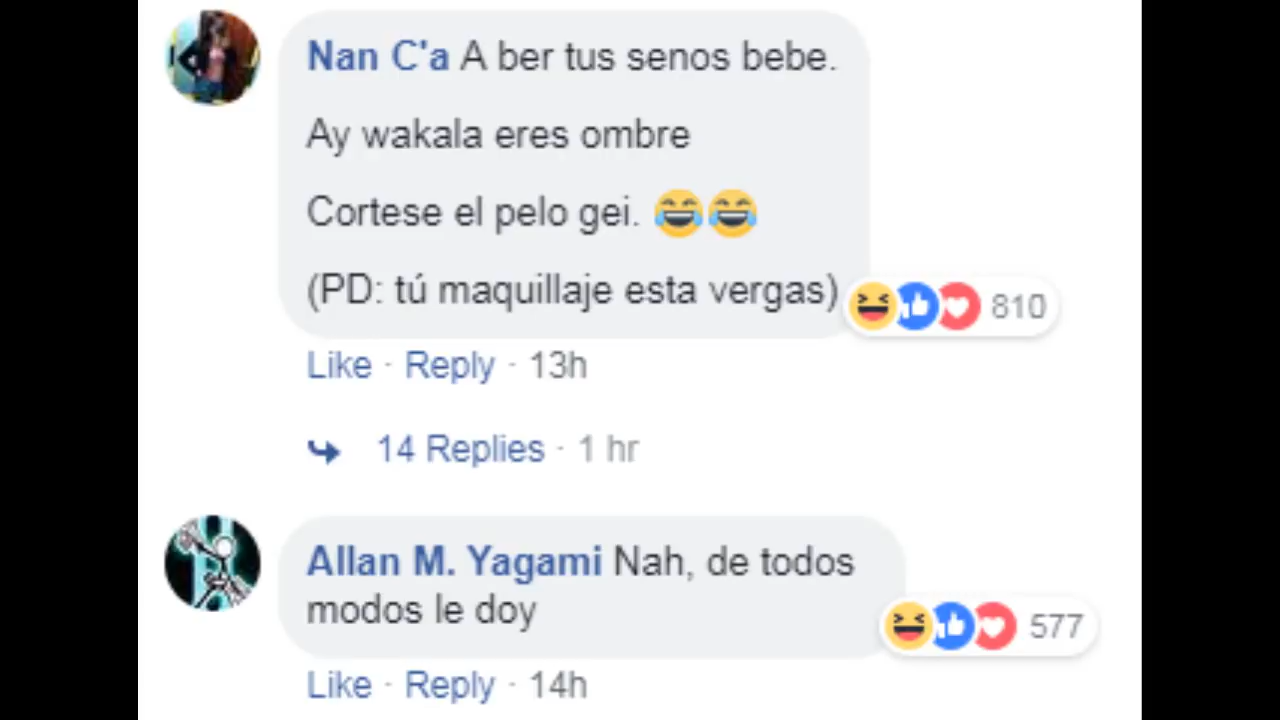 Nan C'a A ber tus senos bebe.
Ay wakala eres ombre
Cortese el pelo gei. 😂😂
(PD: tú maquillaje esta vergas)
810
Like · Reply · 13h
14 Replies · 1 hr
Allan M. Yagami Nah, de todos
modos le doy
577
Like · Reply · 14h